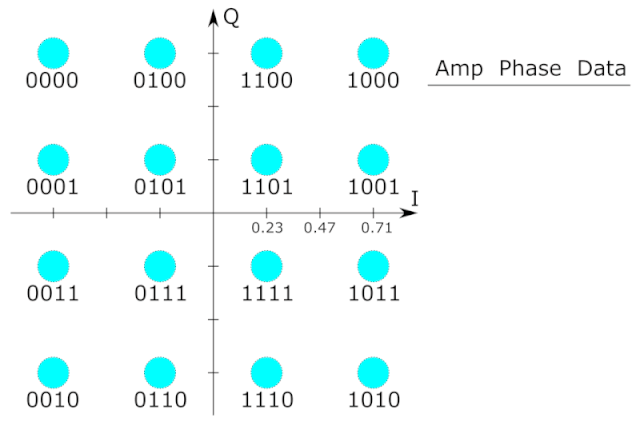 Q
0000 0100 1100 1000
Amp Phase Data
0001 0101 1101 1001
I
0.23 0.47 0.71
0011 0111 1111 1011
0010 0110 1110 1010